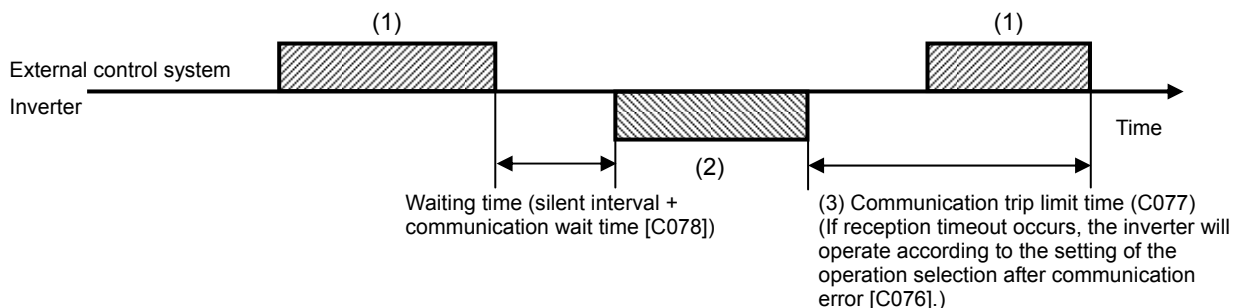 (1)
(1)
External control system
Inverter
Time
(2)
Waiting time (silent interval +
communication wait time [C078])
(3) Communication trip limit time (C077)
(If reception timeout occurs, the inverter will
operate according to the setting of the
operation selection after communication
error [C076].)